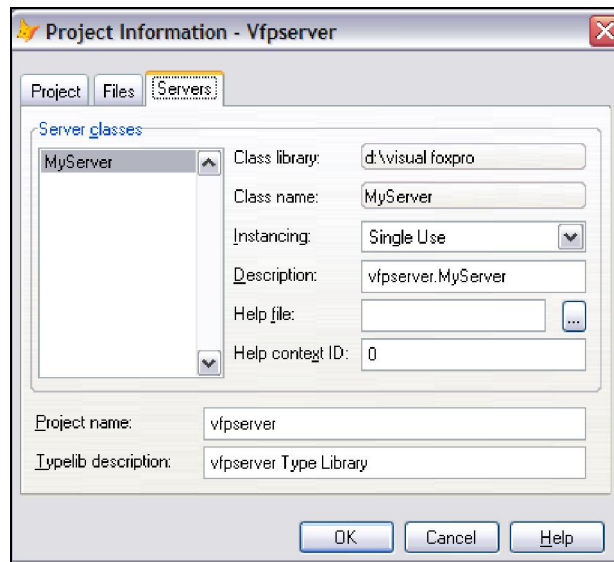 Project Information - Vfpserver
Project Files Servers
Server classes
MyServer
Class library: d:\visual foxpro
Class name: MyServer
Instancing: Single Use
Description: vfpserver.MyServer
Help file: ...
Help context ID: 0
Project name: vfpserver
Typelib description: vfpserver Type Library
OK Cancel Help